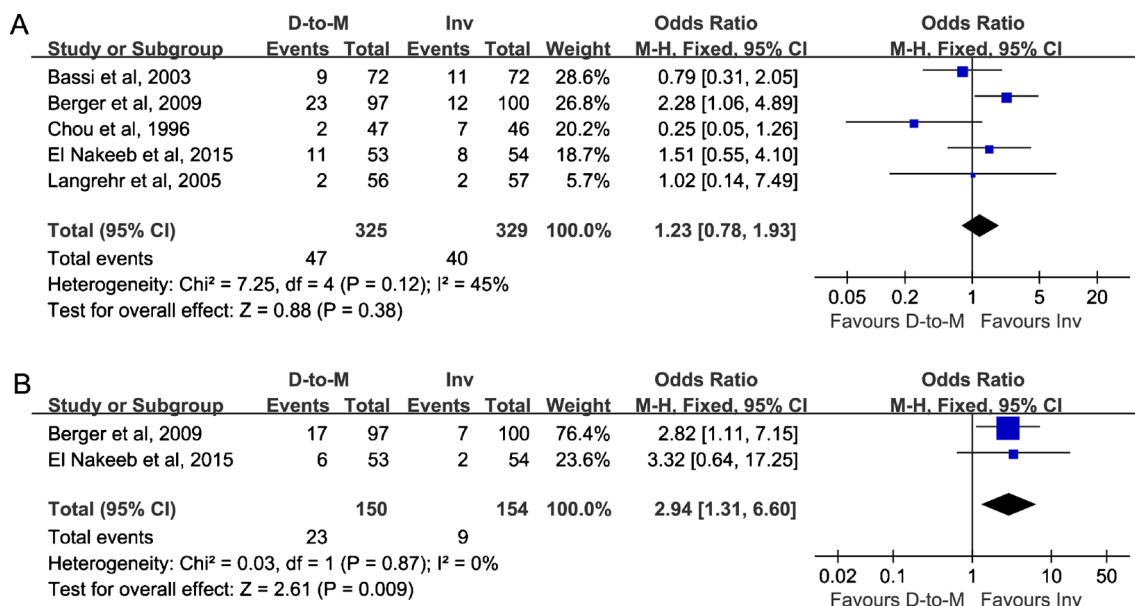 A
D-to-M Inv Odds Ratio Odds Ratio
Study or Subgroup Events Total Events Total Weight M-H, Fixed, 95% CI M-H, Fixed, 95% CI
Bassi et al, 2003 9 72 11 72 28.6% 0.79 [0.31, 2.05]
Berger et al, 2009 23 97 12 100 26.8% 2.28 [1.06, 4.89]
Chou et al, 1996 2 47 7 46 20.2% 0.25 [0.05, 1.26]
El Nakeeb et al, 2015 11 53 8 54 18.7% 1.51 [0.55, 4.10]
Langrehr et al, 2005 2 56 2 57 5.7% 1.02 [0.14, 7.49]
Total (95% CI) 325 329 100.0% 1.23 [0.78, 1.93]
Total events 47 40
Heterogeneity: Chi² = 7.25, df = 4 (P = 0.12); I² = 45%
Test for overall effect: Z = 0.88 (P = 0.38)
0.05 0.2 1 5 20
Favours D-to-M Favours Inv
B
D-to-M Inv Odds Ratio Odds Ratio
Study or Subgroup Events Total Events Total Weight M-H, Fixed, 95% CI M-H, Fixed, 95% CI
Berger et al, 2009 17 97 7 100 76.4% 2.82 [1.11, 7.15]
El Nakeeb et al, 2015 6 53 2 54 23.6% 3.32 [0.64, 17.25]
Total (95% CI) 150 154 100.0% 2.94 [1.31, 6.60]
Total events 23 9
Heterogeneity: Chi² = 0.03, df = 1 (P = 0.87); I² = 0%
Test for overall effect: Z = 2.61 (P = 0.009)
0.02 0.1 1 10 50
Favours D-to-M Favours Inv